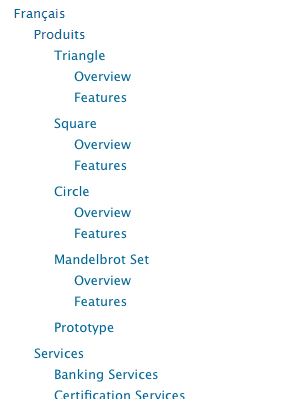 Français
Produits
Triangle
Overview
Features
Square
Overview
Features
Circle
Overview
Features
Mandelbrot Set
Overview
Features
Prototype
Services
Banking Services
Certification Services